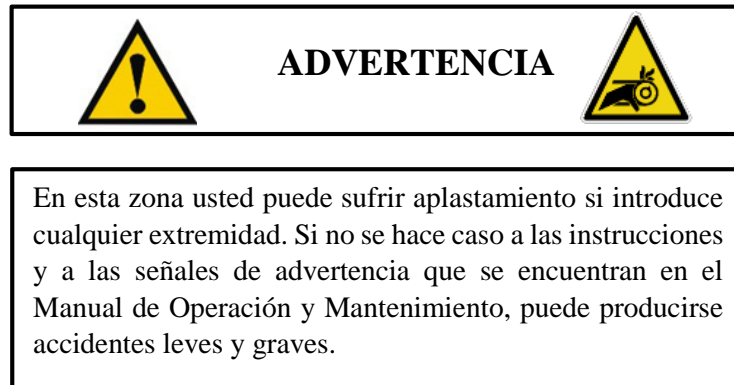 ADVERTENCIA
En esta zona usted puede sufrir aplastamiento si introduce
cualquier extremidad. Si no se hace caso a las instrucciones
y a las señales de advertencia que se encuentran en el
Manual de Operación y Mantenimiento, puede producirse
accidentes leves y graves.